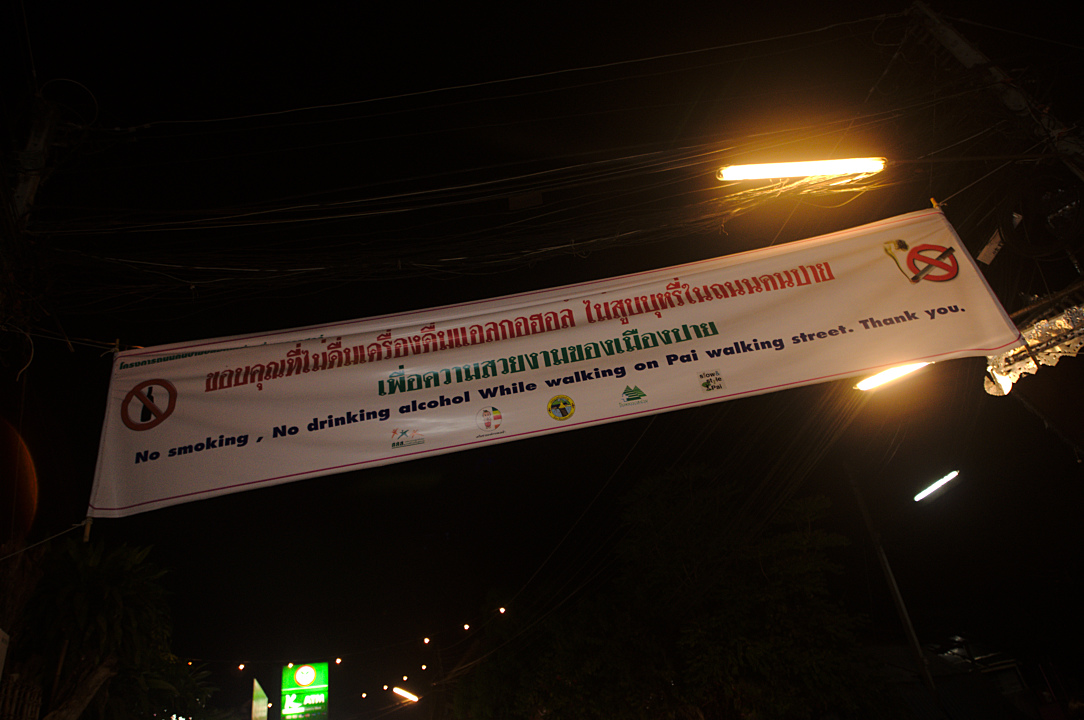 ขอบคุณที่ไม่ดื่มเครื่องดื่มแอลกอฮอล์ ไม่สูบบุหรี่ในถนนคนปาย
เพื่อความสวยงามของเมืองปาย
No smoking , No drinking alcohol While walking on Pai walking street. Thank you.
ATM